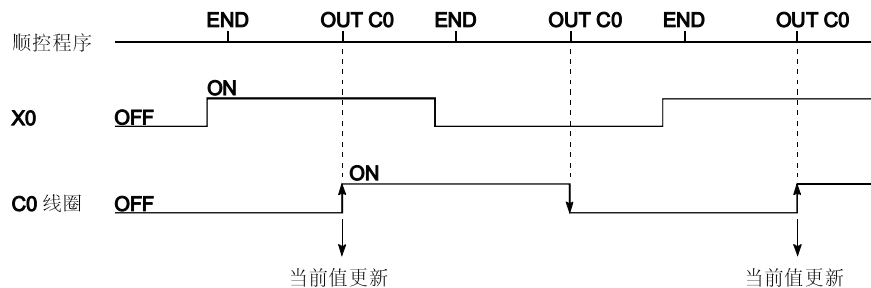 END OUT C0 END OUT C0 END OUT C0
顺控程序
ON
X0 OFF
ON
C0 线圈 OFF
当前值更新 当前值更新